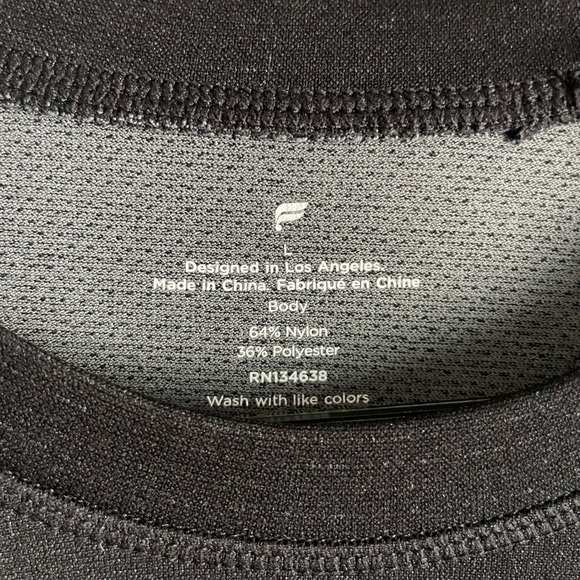 L
Designed in Los Angeles.
Made in China. Fabriqué en Chine
Body
64% Nylon
36% Polyester
RN134638
Wash with like colors